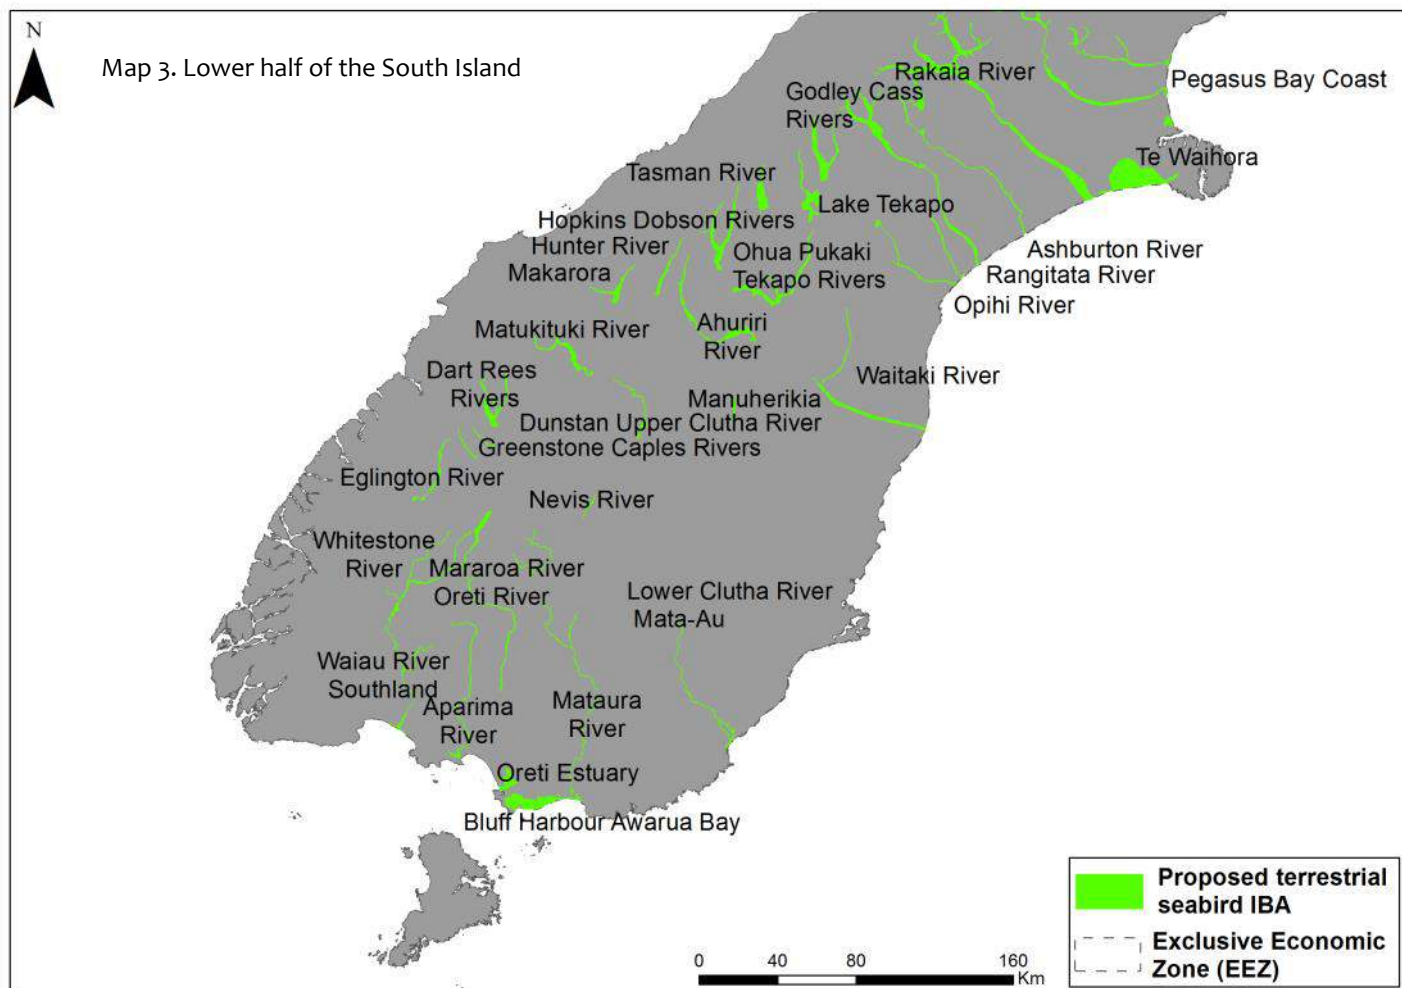 N
Map 3. Lower half of the South Island
Rakaia River
Pegasus Bay Coast
Godley Cass
Rivers
Te Waihora
Tasman River
Lake Tekapo
Hopkins Dobson Rivers
Hunter River
Makarora
Ohua Pukaki
Tekapo Rivers
Ashburton River
Rangitata River
Opihi River
Matukituki River
Ahuriri
River
Dart Rees
Rivers
Waitaki River
Manuherikia
Dunstan Upper Clutha River
Greenstone Caples Rivers
Eglington River
Nevis River
Whitestone
River
Mararoa River
Oreti River
Lower Clutha River
Mata-Au
Waiau River
Southland
Aparima
River
Mataura
River
Oreti Estuary
Bluff Harbour Awarua Bay
Proposed terrestrial
seabird IBA
Exclusive Economic
Zone (EEZ)
0 40 80 160
Km